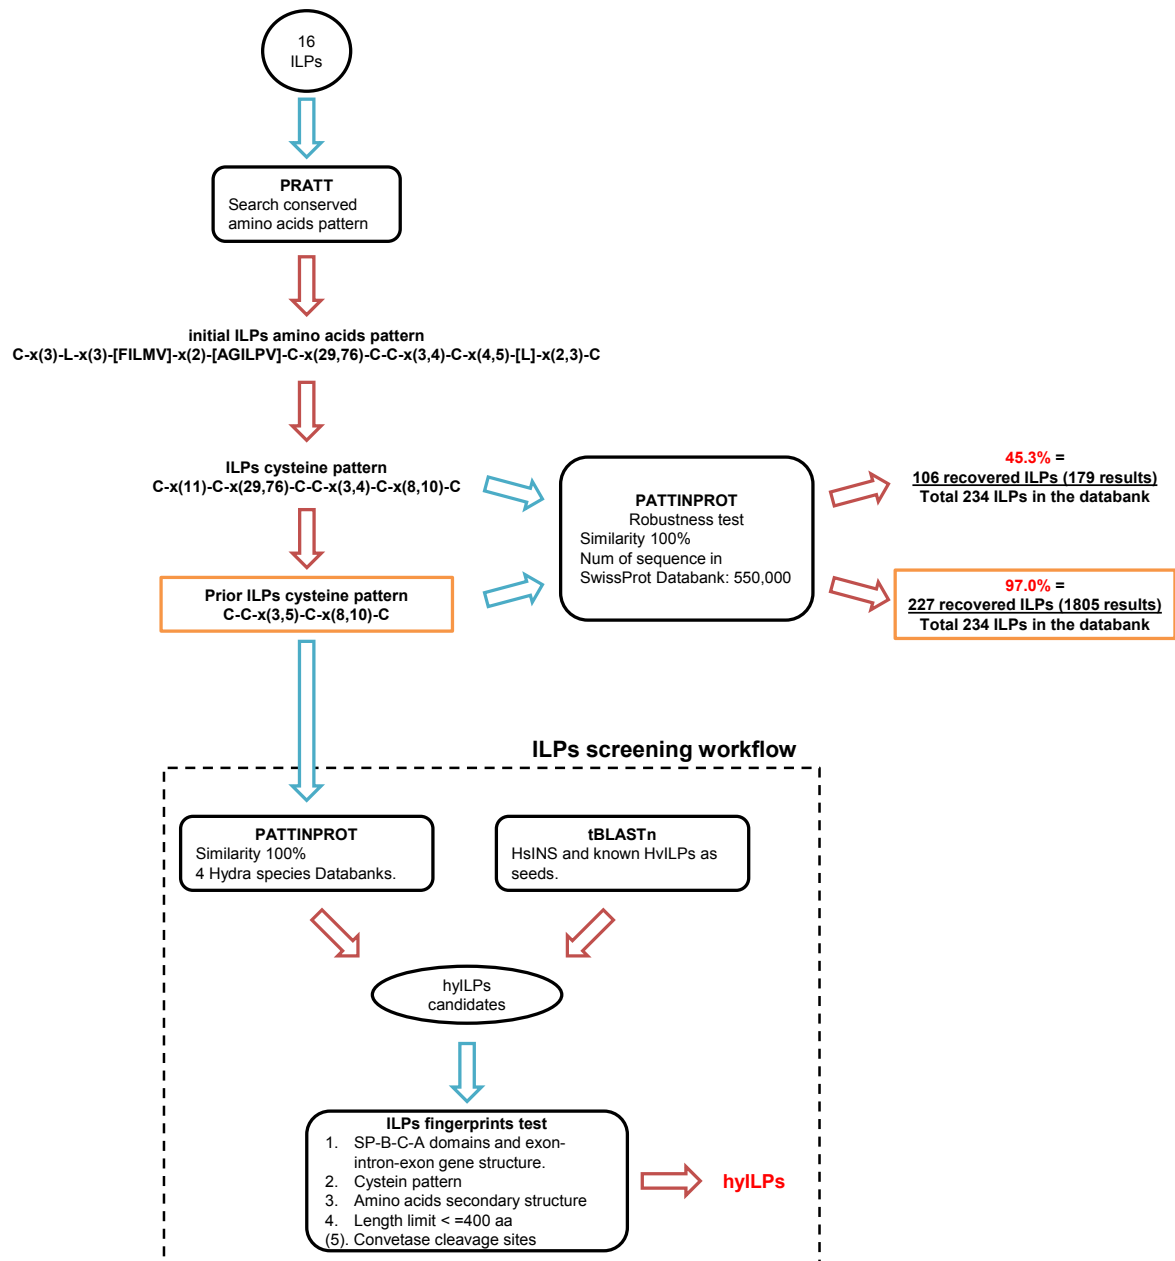 16
ILPs
PRATT
Search conserved
amino acids pattern
initial ILPs amino acids pattern
C-x(3)-L-x(3)-[FILMV]-x(2)-[AGILPV]-C-x(29,76)-C-C-x(3,4)-C-x(4,5)-[L]-x(2,3)-C
ILPs cysteine pattern
C-x(11)-C-x(29,76)-C-C-x(3,4)-C-x(8,10)-C
Prior ILPs cysteine pattern
C-C-x(3,5)-C-x(8,10)-C
PATTINPROT
Robustness test
Similarity 100%
Num of sequence in
SwissProt Databank: 550,000
45.3% =
106 recovered ILPs (179 results)
Total 234 ILPs in the databank
97.0% =
227 recovered ILPs (1805 results)
Total 234 ILPs in the databank
ILPs screening workflow
PATTINPROT
Similarity 100%
4 Hydra species Databanks.
tBLASTn
HsINS and known HvILPs as
seeds.
hyILPs
candidates
ILPs fingerprints test
1. SP-B-C-A domains and exon-
intron-exon gene structure.
2. Cystein pattern
3. Amino acids secondary structure
4. Length limit < =400 aa
(5). Convetase cleavage sites
hyILPs